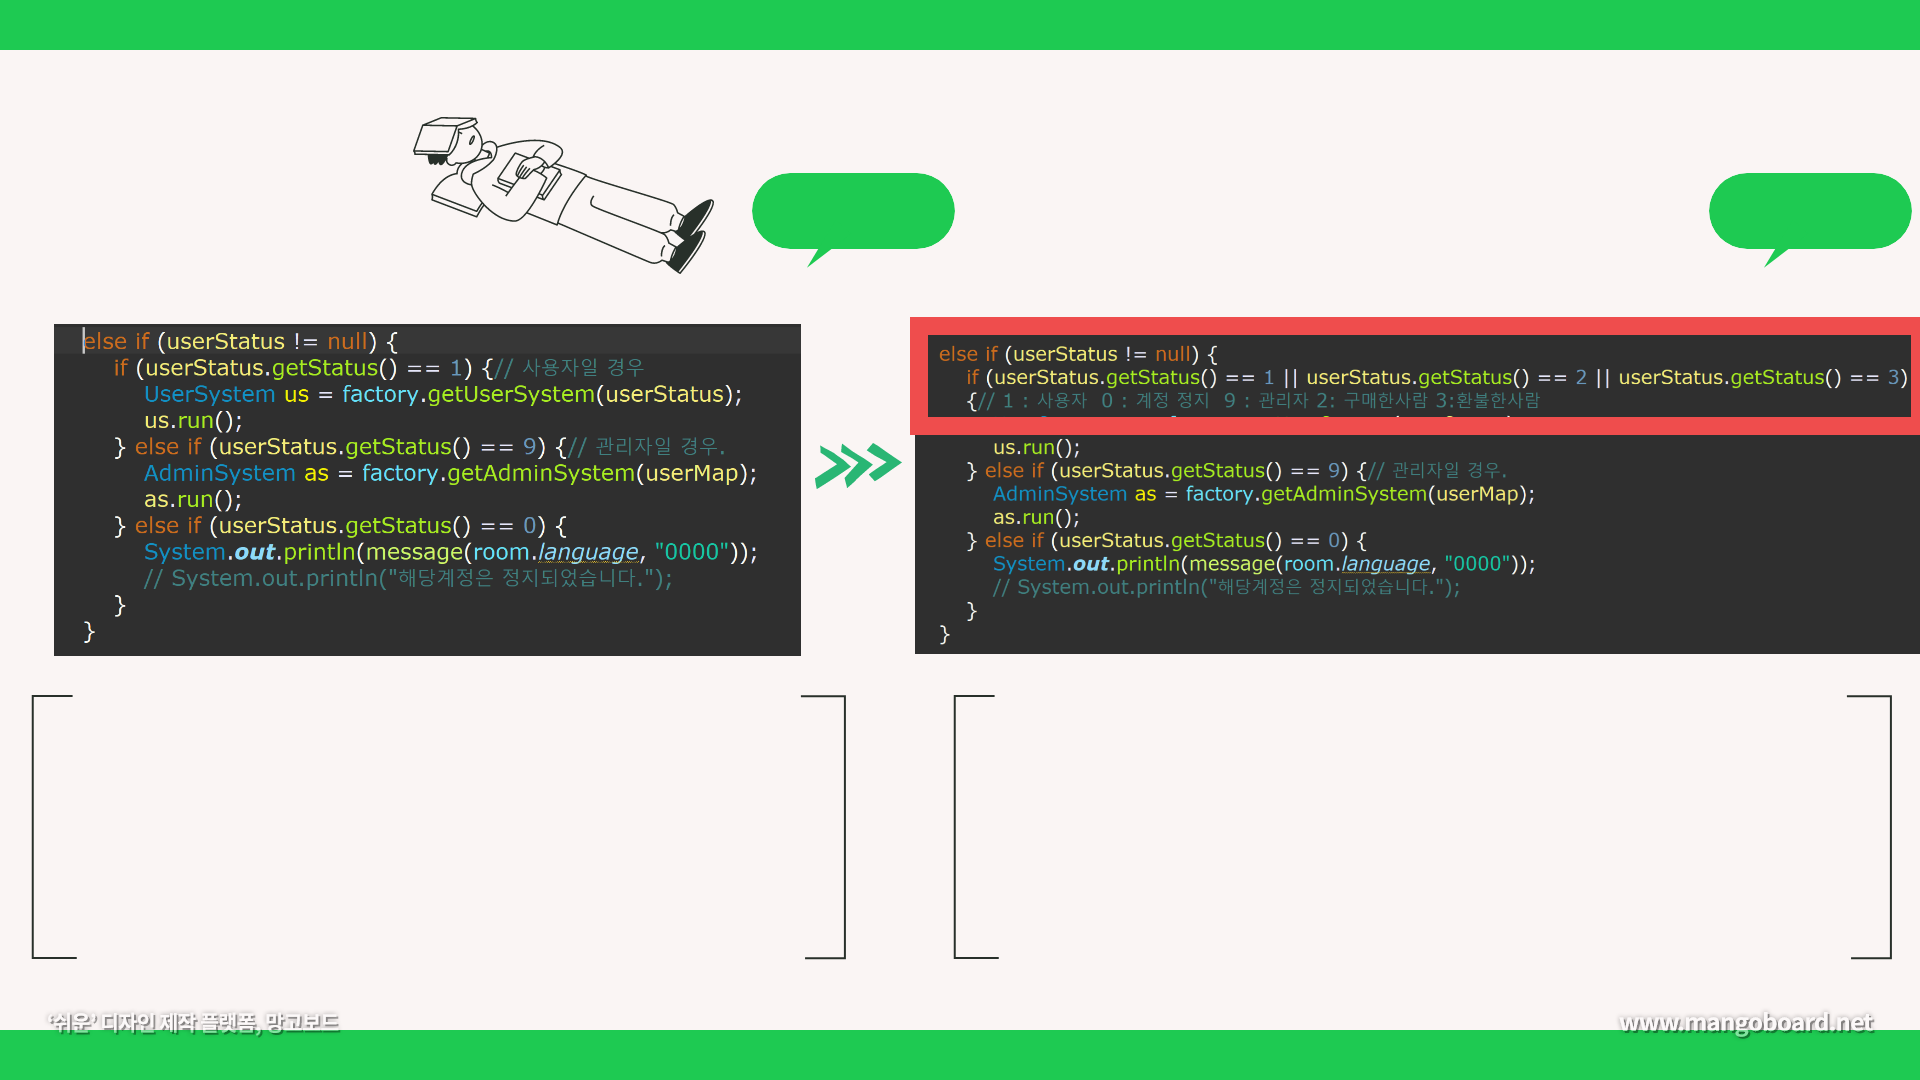 else if (userStatus != null) {
if (userStatus.getStatus() == 1) {// 사용자일 경우
UserSystem us = factory.getUserSystem(userStatus);
us.run();
} else if (userStatus.getStatus() == 9) {// 관리자일 경우.
AdminSystem as = factory.getAdminSystem(userMap);
as.run();
} else if (userStatus.getStatus() == 0) {
System.out.println(message(room.language, "0000"));
// System.out.println("해당계정은 정지되었습니다.");
}
}
else if (userStatus != null) {
if (userStatus.getStatus() == 1 || userStatus.getStatus() == 2 || userStatus.getStatus() == 3)
{// 1 : 사용자  0 : 계정 정지  9 : 관리자 2: 구매한사람 3:환불한사람
us.run();
} else if (userStatus.getStatus() == 9) {// 관리자일 경우.
AdminSystem as = factory.getAdminSystem(userMap);
as.run();
} else if (userStatus.getStatus() == 0) {
System.out.println(message(room.language, "0000"));
// System.out.println("해당계정은 정지되었습니다.");
}
}
‘쉬운’ 디자인 제작 플랫폼, 망고보드
www.mangoboard.net